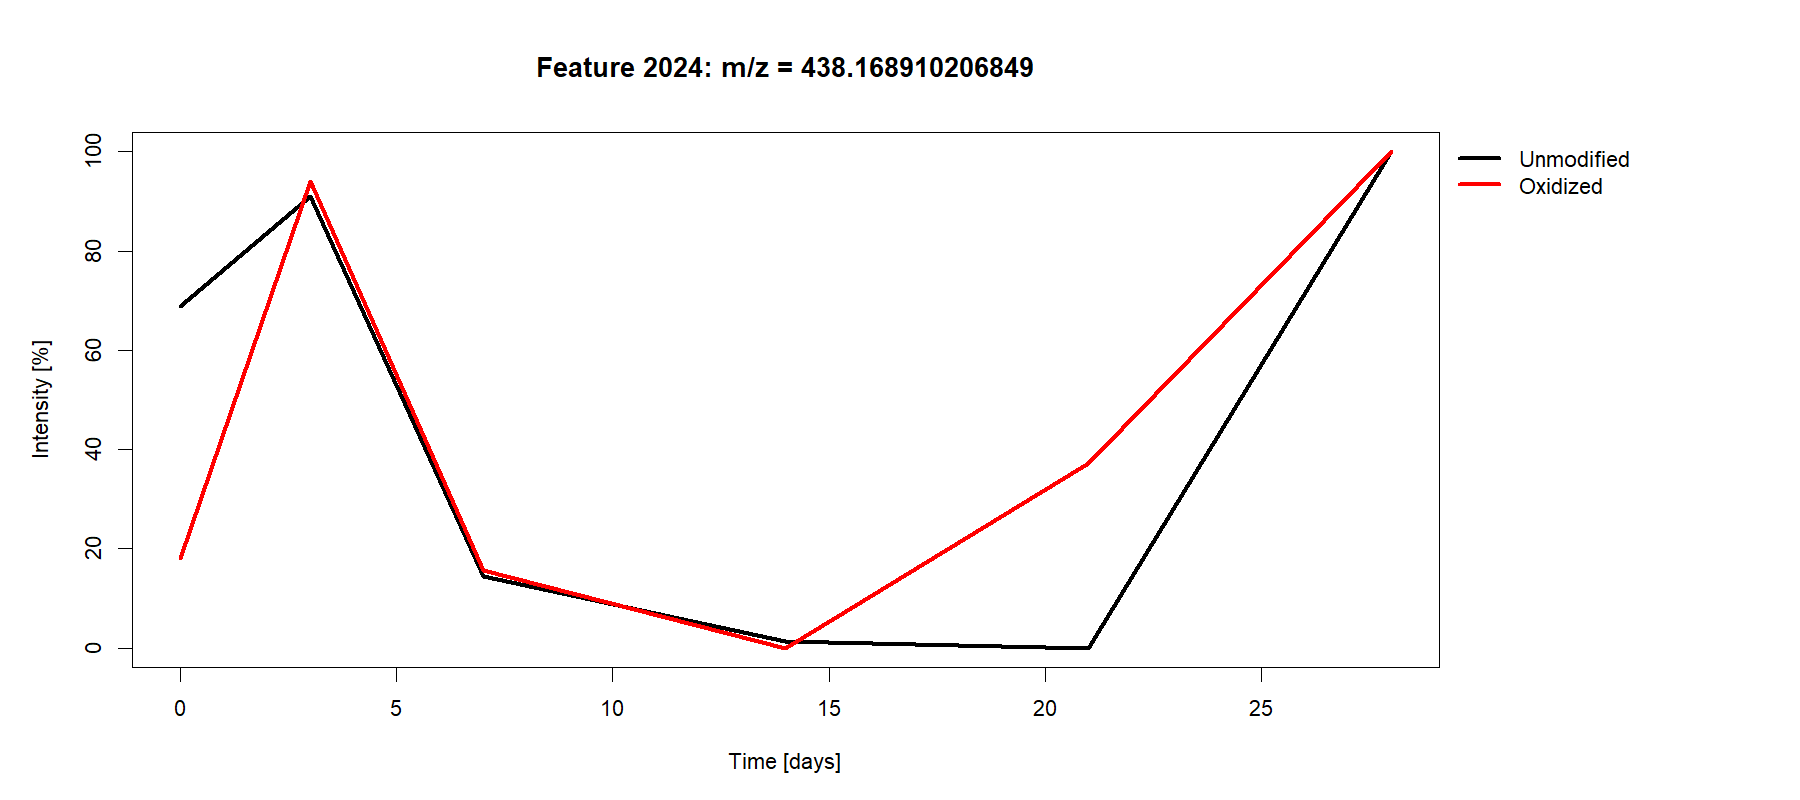 Feature 2024: m/z = 438.168910206849
Unmodified
Oxidized
Intensity [%]
100
80
60
40
20
0
0 5 10 15 20 25
Time [days]